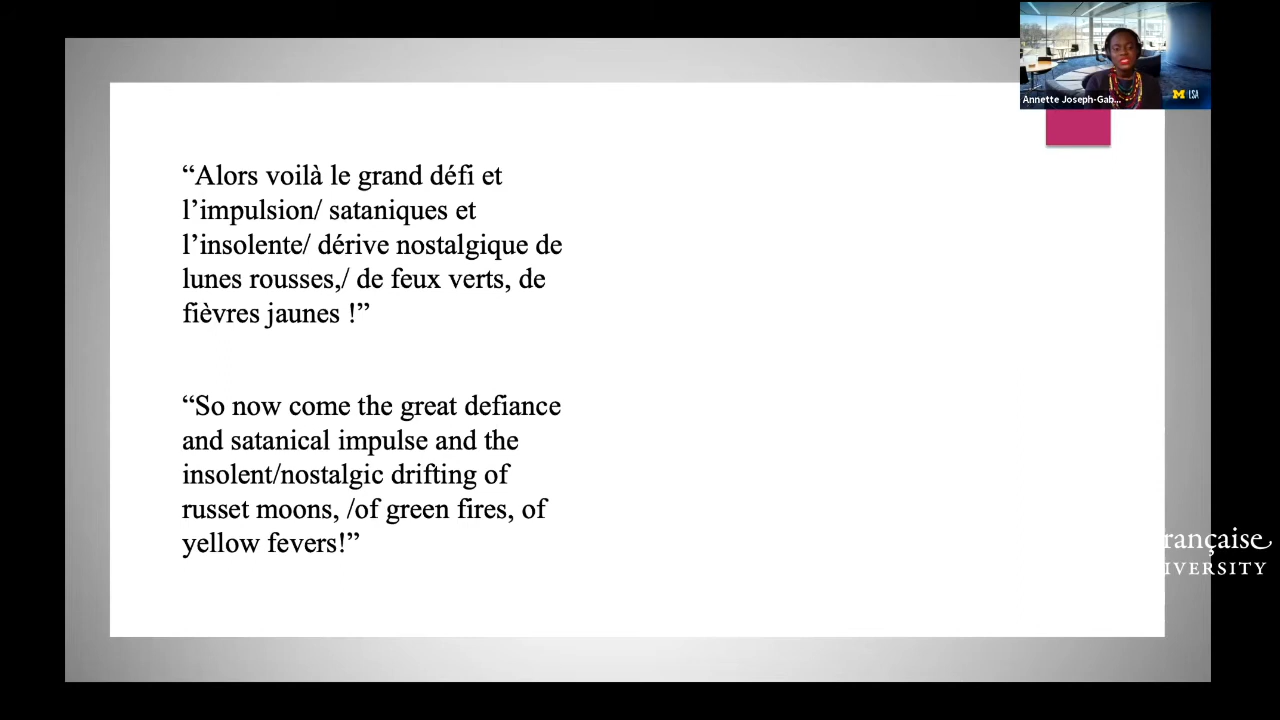 Annette Joseph-Gab...
M LSA
“Alors voilà le grand défi et
l’impulsion/ sataniques et
l’insolente/ dérive nostalgique de
lunes rousses,/ de feux verts, de
fièvres jaunes !”
“So now come the great defiance
and satanical impulse and the
insolent/nostalgic drifting of
russet moons, /of green fires, of
yellow fevers!”
rançaise
IVERSITY